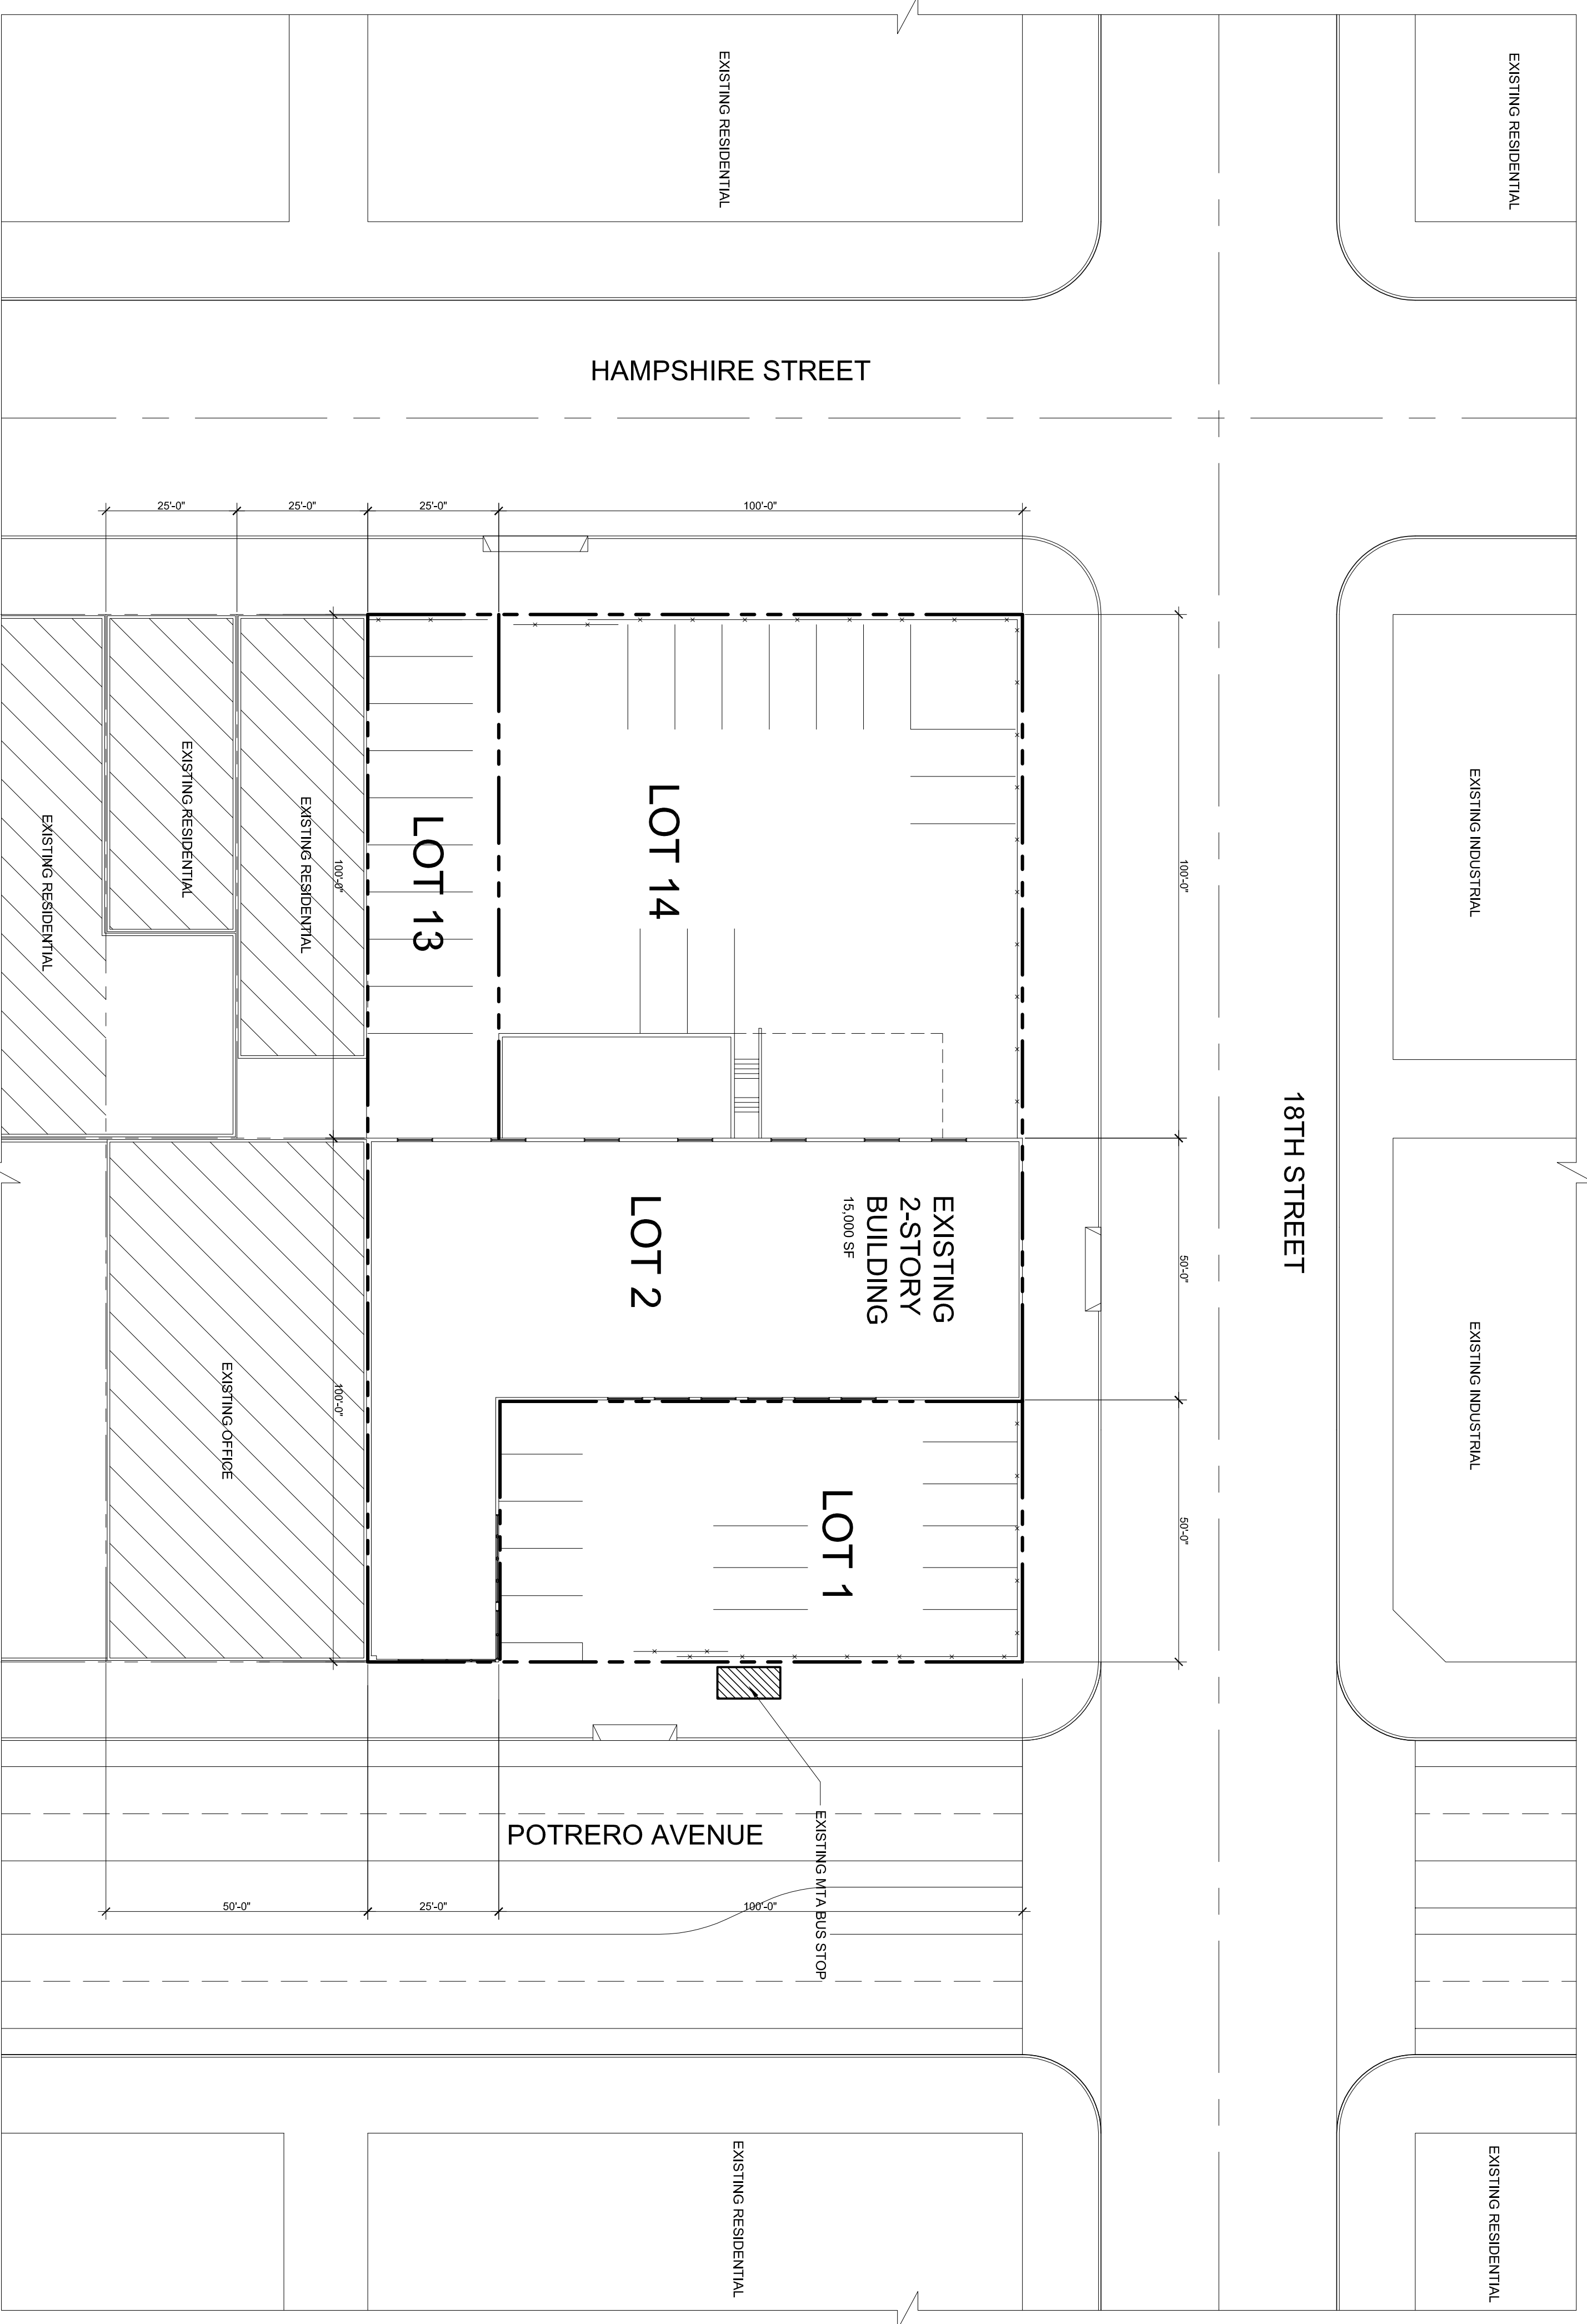 EXISTING RESIDENTIAL
EXISTING RESIDENTIAL
HAMPSHIRE STREET
25'-0"
25'-0"
25'-0"
100'-0"
EXISTING RESIDENTIAL
EXISTING RESIDENTIAL
EXISTING RESIDENTIAL
100'-0"
LOT 13
LOT 14
100'-0"
EXISTING INDUSTRIAL
18TH STREET
LOT 2
EXISTING
2-STORY
BUILDING
15,000 SF
50'-0"
EXISTING INDUSTRIAL
EXISTING OFFICE
100'-0"
LOT 1
50'-0"
POTRERO AVENUE
EXISTING MTA BUS STOP
50'-0"
25'-0"
100'-0"
EXISTING RESIDENTIAL
EXISTING RESIDENTIAL